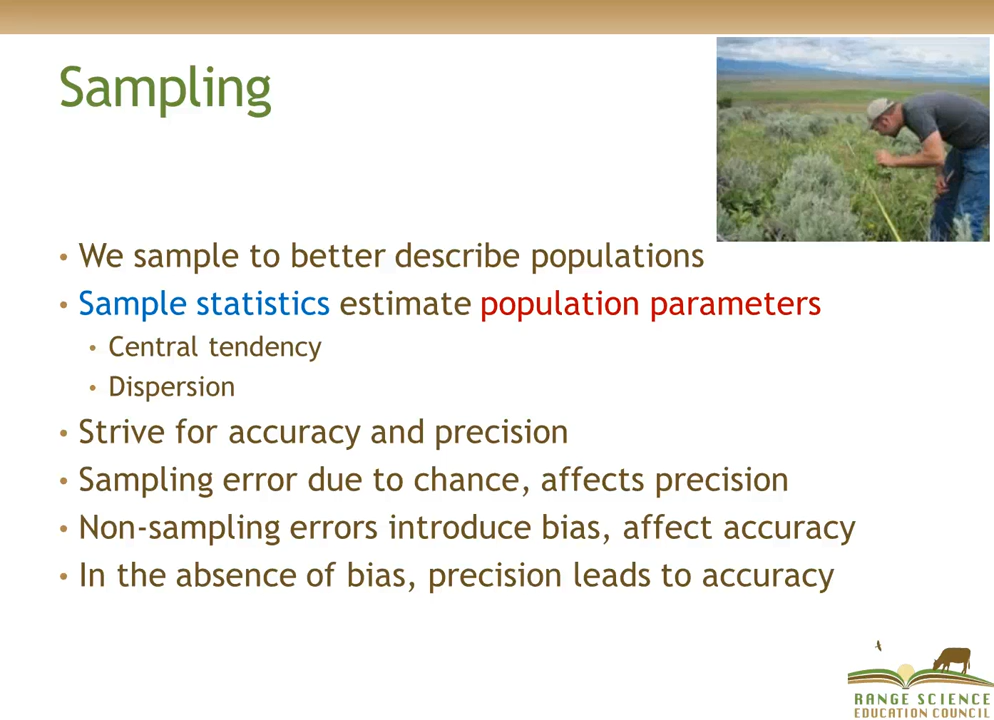 Sampling
• We sample to better describe populations
• Sample statistics estimate population parameters
• Central tendency
• Dispersion
• Strive for accuracy and precision
• Sampling error due to chance, affects precision
• Non-sampling errors introduce bias, affect accuracy
• In the absence of bias, precision leads to accuracy
RANGE SCIENCE
EDUCATION COUNCIL